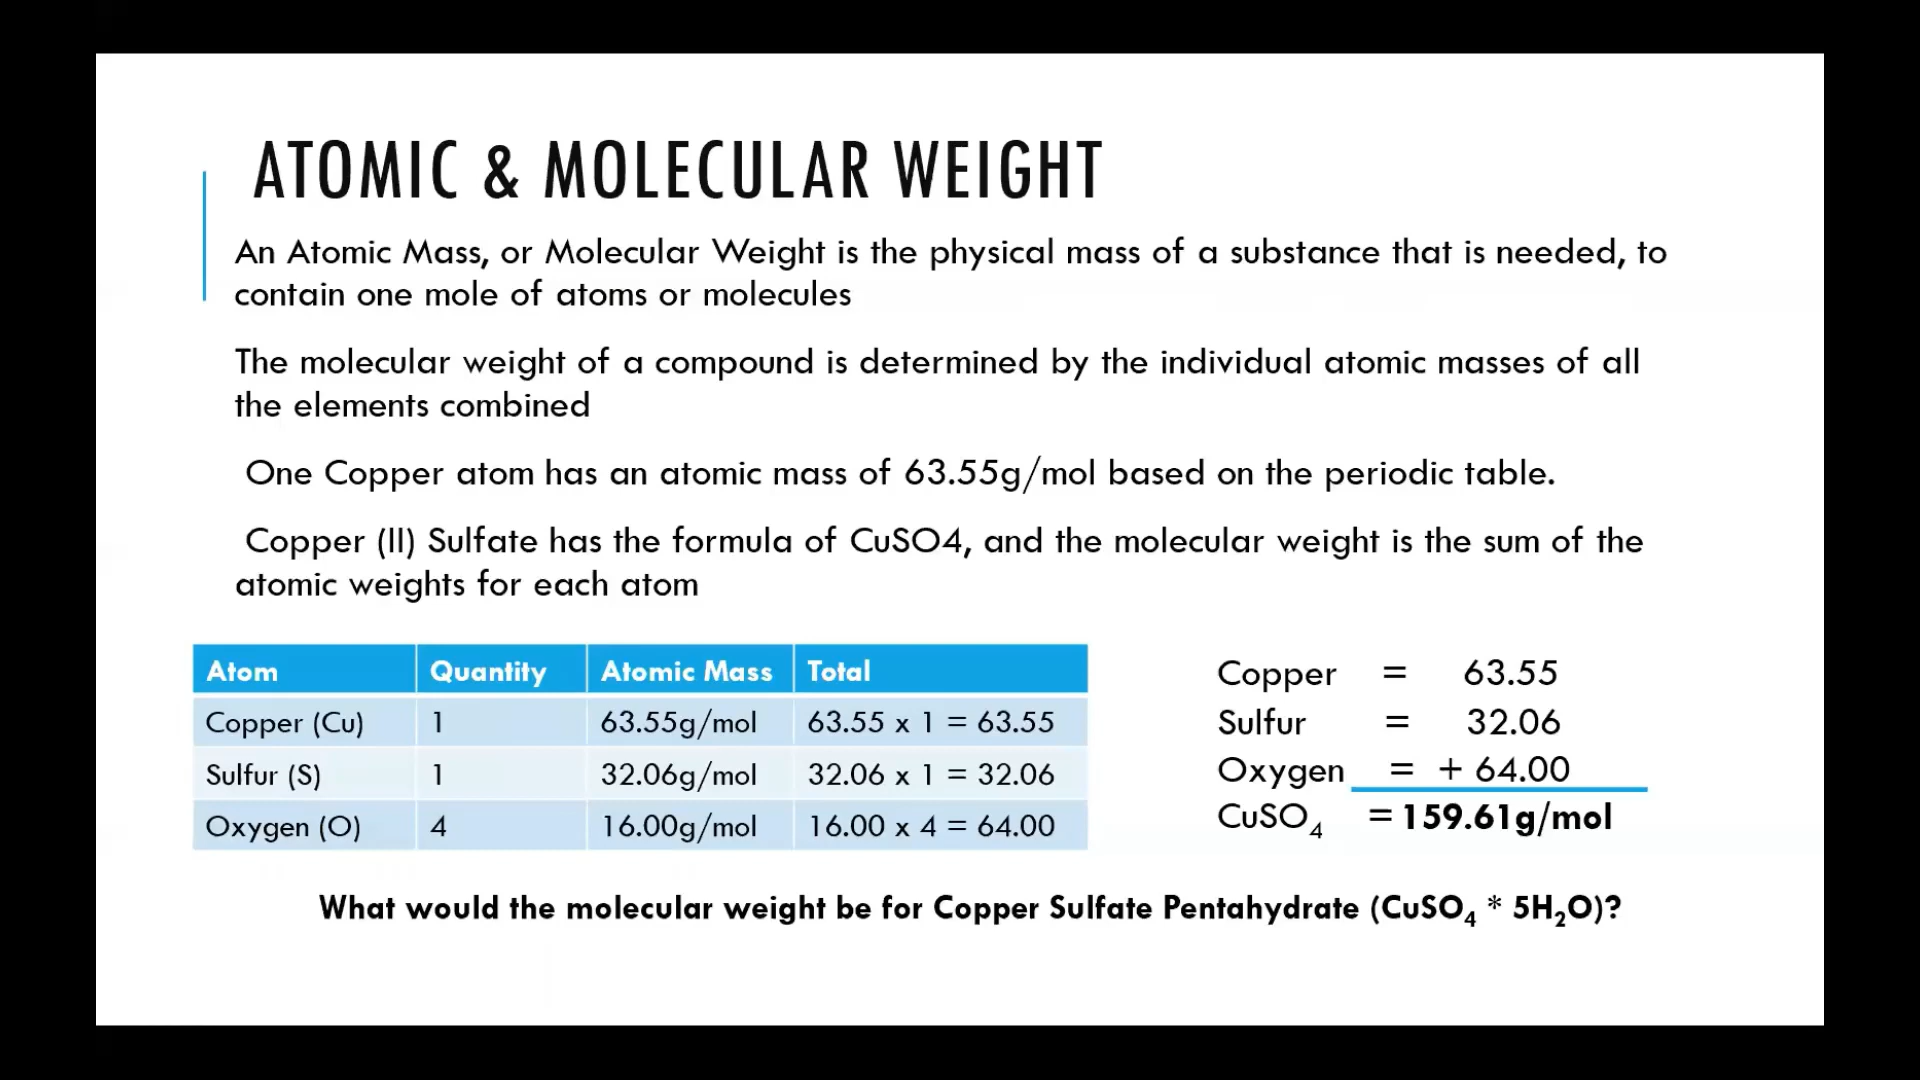 ATOMIC & MOLECULAR WEIGHT
An Atomic Mass, or Molecular Weight is the physical mass of a substance that is needed, to
contain one mole of atoms or molecules
The molecular weight of a compound is determined by the individual atomic masses of all
the elements combined
One Copper atom has an atomic mass of 63.55g/mol based on the periodic table.
Copper (II) Sulfate has the formula of CuSO4, and the molecular weight is the sum of the
atomic weights for each atom
Atom Quantity Atomic Mass Total
Copper (Cu) 1 63.55g/mol 63.55 x 1 = 63.55
Sulfur (S) 1 32.06g/mol 32.06 x 1 = 32.06
Oxygen (O) 4 16.00g/mol 16.00 x 4 = 64.00
Copper = 63.55
Sulfur = 32.06
Oxygen = + 64.00
CuSO₄ = 159.61g/mol
What would the molecular weight be for Copper Sulfate Pentahydrate (CuSO₄ * 5H₂O)?